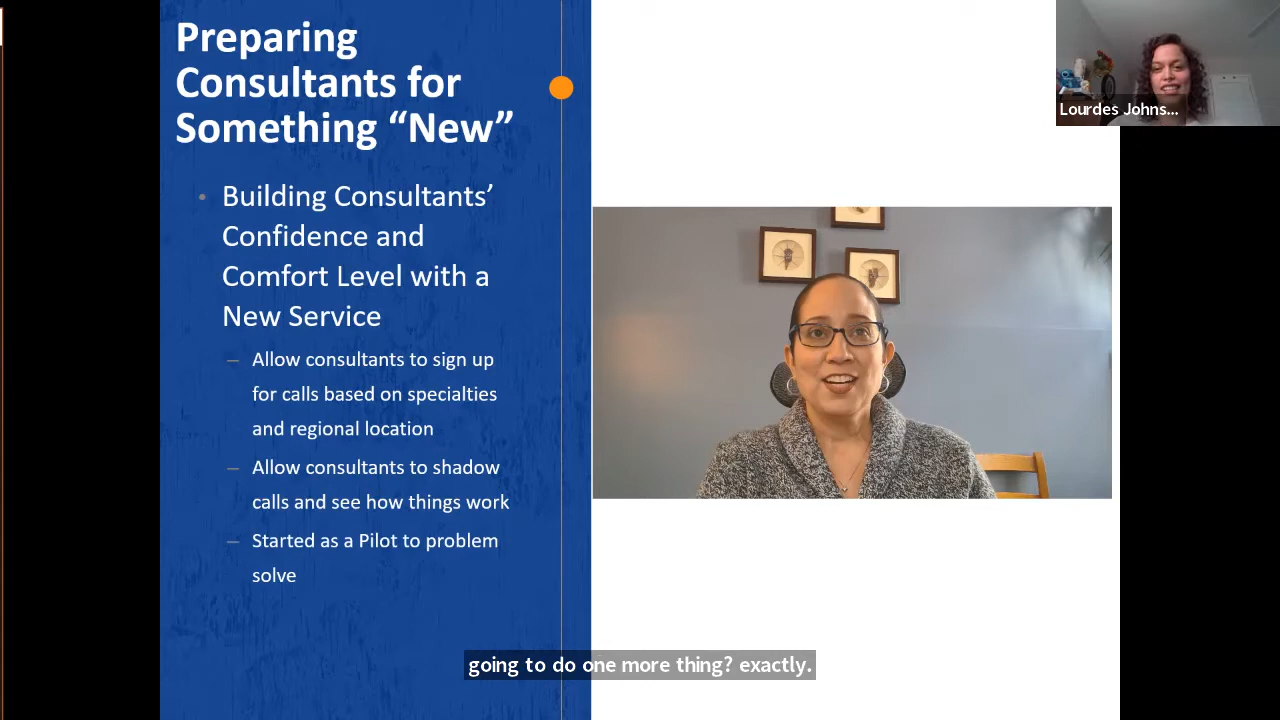 Preparing
Consultants for
Something “New”
• Building Consultants’
Confidence and
Comfort Level with a
New Service
– Allow consultants to sign up
for calls based on specialties
and regional location
– Allow consultants to shadow
calls and see how things work
– Started as a Pilot to problem
solve
Lourdes Johns...
going to do one more thing? exactly.